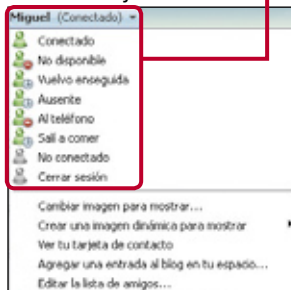 Miguel (Conectado)
Conectado
No disponible
Vuelvo enseguida
Ausente
Al teléfono
Salí a comer
No conectado
Cerrar sesión
Cambiar imagen para mostrar...
Crear una imagen dinámica para mostrar
Ver tu tarjeta de contacto
Agregar una entrada al blog en tu espacio...
Editar la lista de amigos...